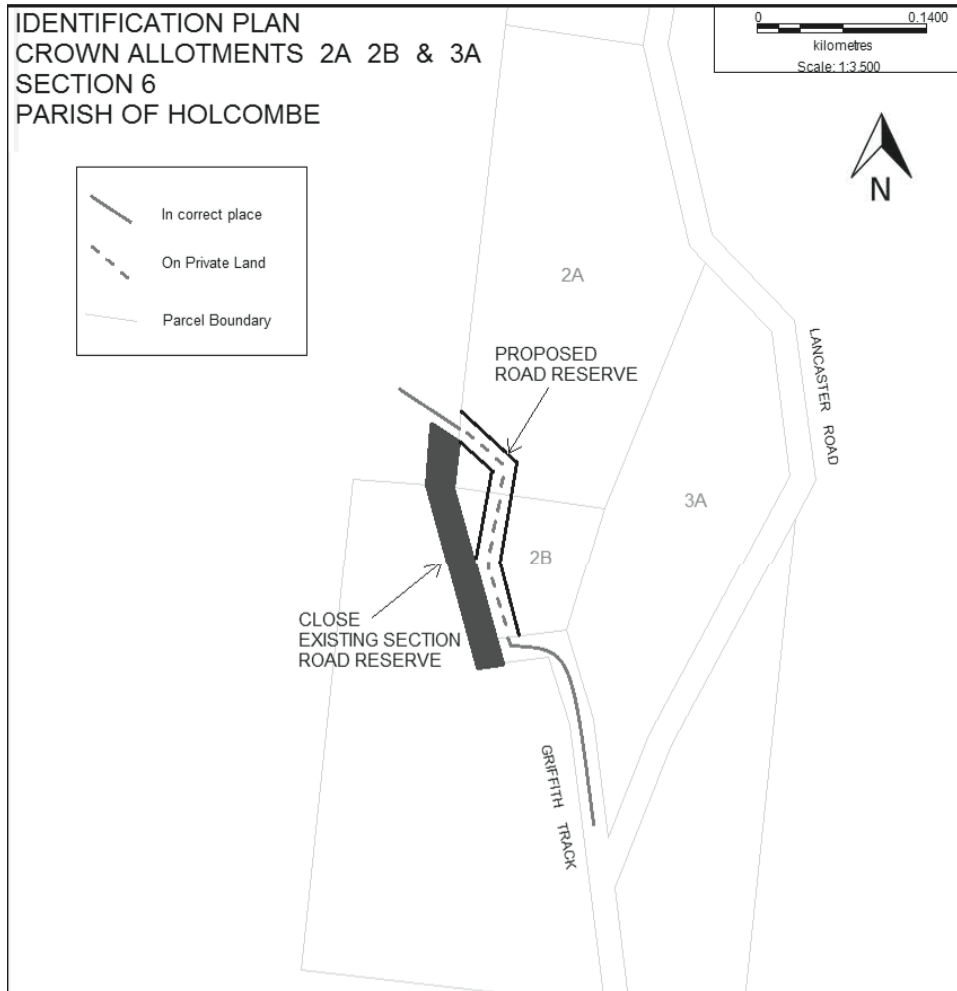 IDENTIFICATION PLAN
CROWN ALLOTMENTS 2A 2B & 3A
SECTION 6
PARISH OF HOLCOMBE
0 0.1400
kilometres
Scale: 1:3,500
N
In correct place
On Private Land
Parcel Boundary
2A
PROPOSED
ROAD RESERVE
LANCASTER ROAD
3A
2B
CLOSE
EXISTING SECTION
ROAD RESERVE
GRIFFITH TRACK